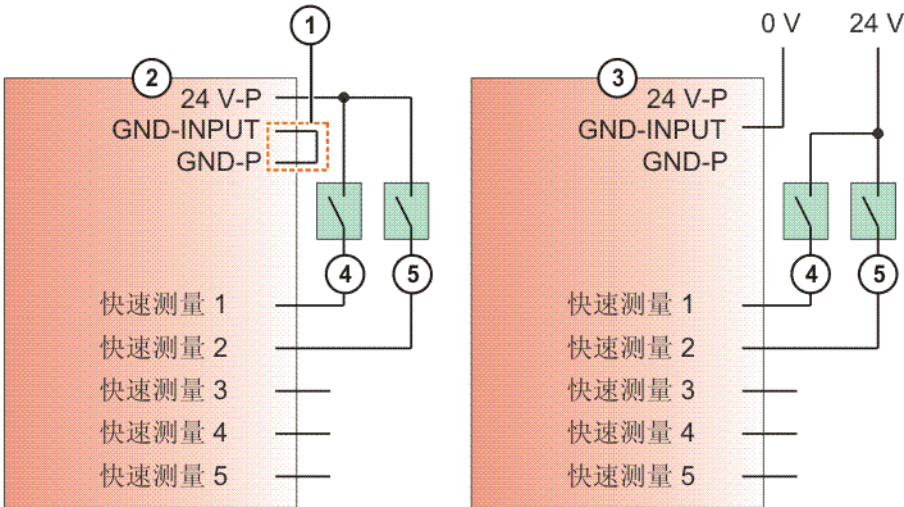 1
0 V
24 V
2
24 V-P
GND-INPUT
GND-P
4
5
快速测量 1
快速测量 2
快速测量 3
快速测量 4
快速测量 5
3
24 V-P
GND-INPUT
GND-P
4
5
快速测量 1
快速测量 2
快速测量 3
快速测量 4
快速测量 5